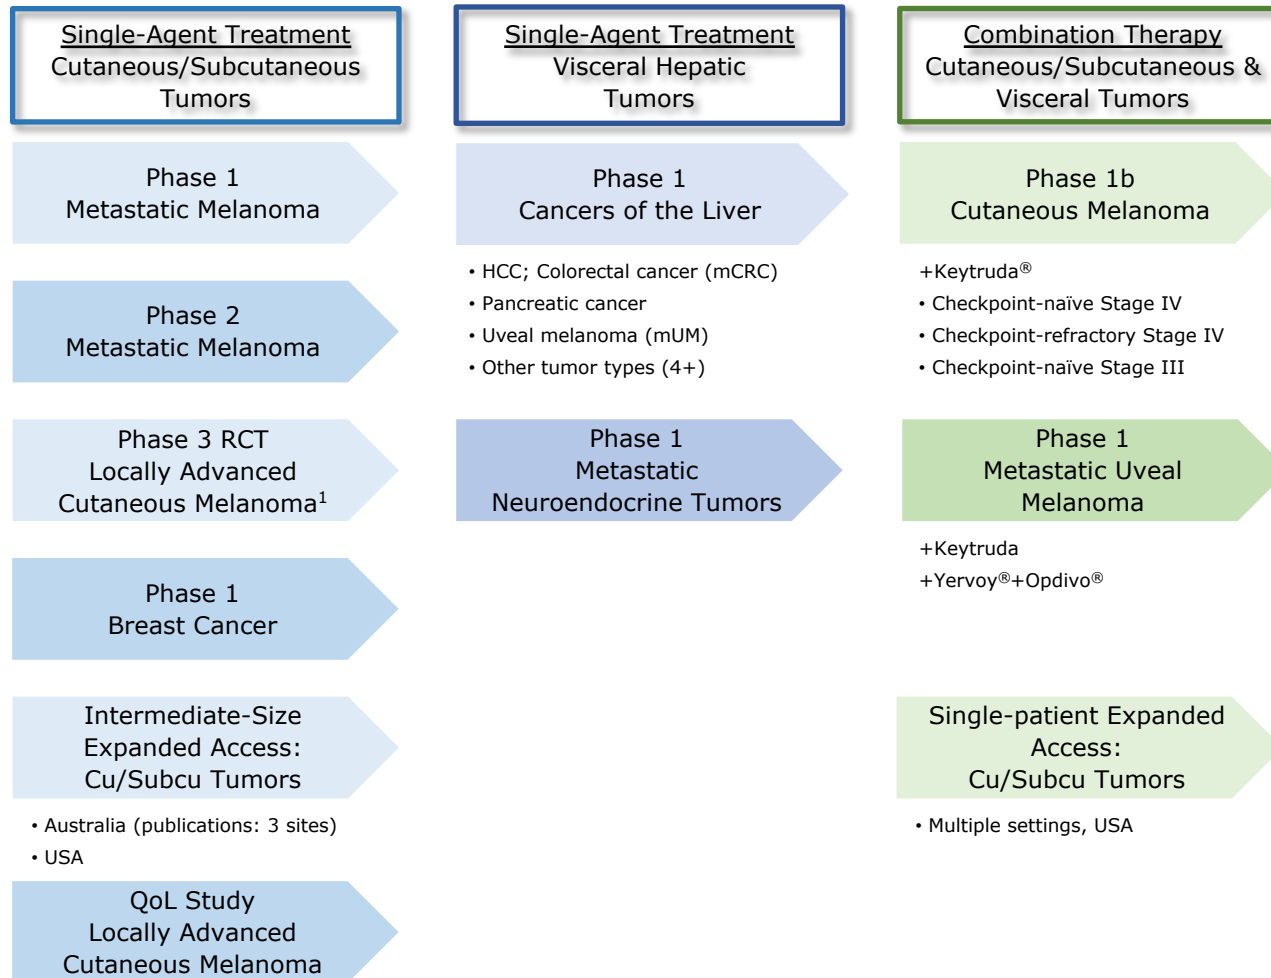 Single-Agent Treatment
Cutaneous/Subcutaneous
Tumors
Phase 1
Metastatic Melanoma
Phase 2
Metastatic Melanoma
Phase 3 RCT
Locally Advanced
Cutaneous Melanoma¹
Phase 1
Breast Cancer
Intermediate-Size
Expanded Access:
Cu/Subcu Tumors
• Australia (publications: 3 sites)
• USA
QoL Study
Locally Advanced
Cutaneous Melanoma
Single-Agent Treatment
Visceral Hepatic
Tumors
Phase 1
Cancers of the Liver
• HCC; Colorectal cancer (mCRC)
• Pancreatic cancer
• Uveal melanoma (mUM)
• Other tumor types (4+)
Phase 1
Metastatic
Neuroendocrine Tumors
Combination Therapy
Cutaneous/Subcutaneous &
Visceral Tumors
Phase 1b
Cutaneous Melanoma
+Keytruda®
• Checkpoint-naïve Stage IV
• Checkpoint-refractory Stage IV
• Checkpoint-naïve Stage III
Phase 1
Metastatic Uveal
Melanoma
+Keytruda
+Yervoy®+Opdivo®
Single-patient Expanded
Access:
Cu/Subcu Tumors
• Multiple settings, USA